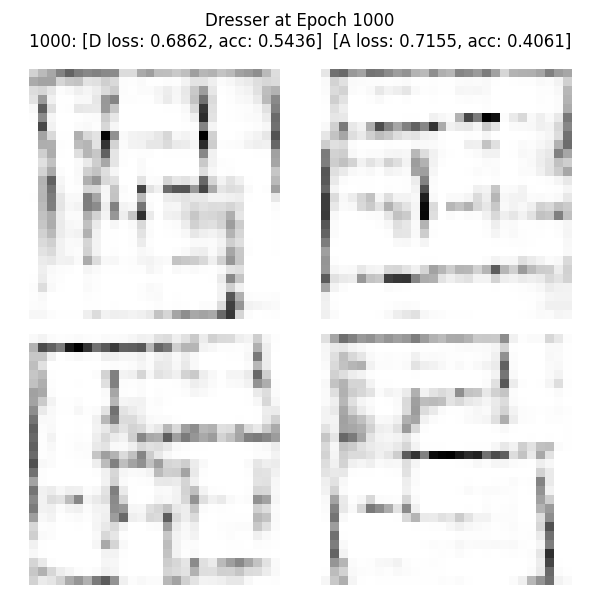 Dresser at Epoch 1000
1000: [D loss: 0.6862, acc: 0.5436]  [A loss: 0.7155, acc: 0.4061]